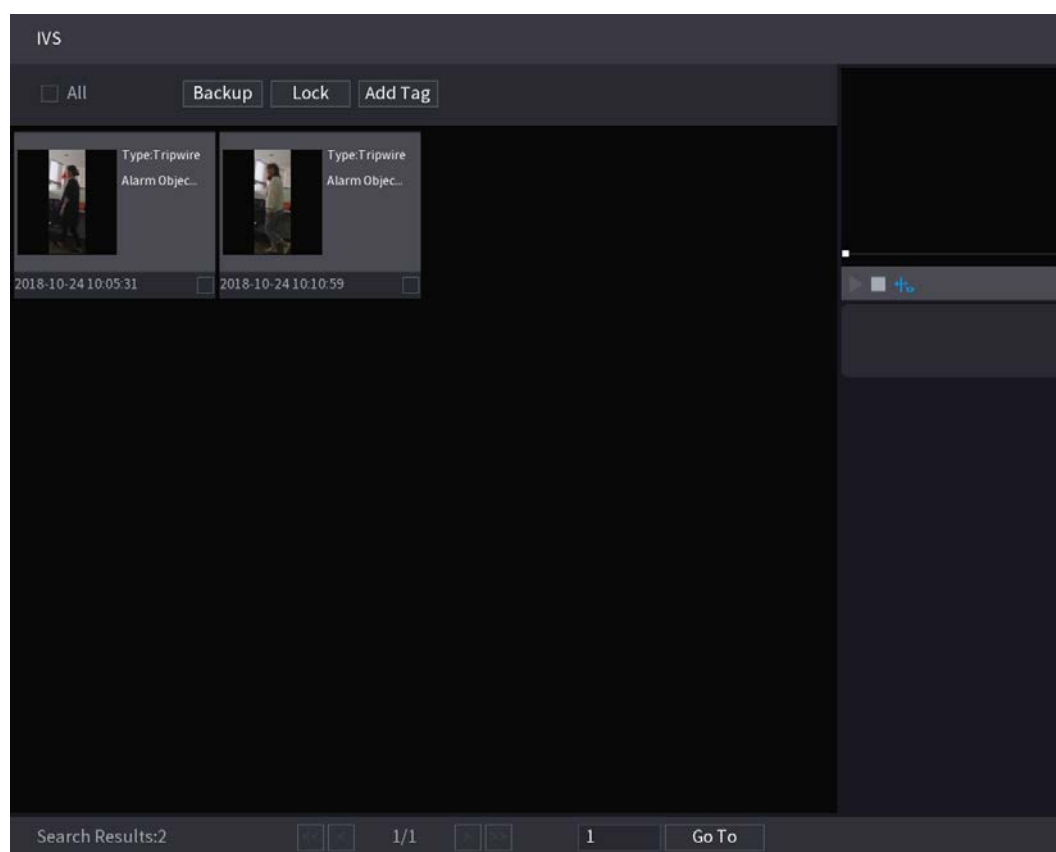 IVS
All Backup Lock Add Tag
Type:Tripwire
Alarm Objec...
2018-10-24 10:05:31
Type:Tripwire
Alarm Objec...
2018-10-24 10:10:59
Search Results:2 << < 1/1 > >> 1 Go To